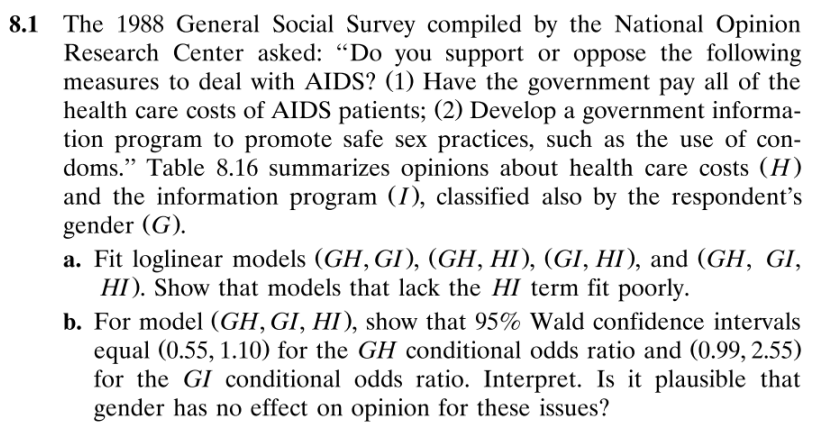 8.1 The 1988 General Social Survey compiled by the National Opinion
Research Center asked: “Do you support or oppose the following
measures to deal with AIDS? (1) Have the government pay all of the
health care costs of AIDS patients; (2) Develop a government informa-
tion program to promote safe sex practices, such as the use of con-
doms.” Table 8.16 summarizes opinions about health care costs (H)
and the information program (I), classified also by the respondent’s
gender (G).
a. Fit loglinear models (GH, GI), (GH, HI), (GI, HI), and (GH, GI,
HI). Show that models that lack the HI term fit poorly.
b. For model (GH, GI, HI), show that 95% Wald confidence intervals
equal (0.55, 1.10) for the GH conditional odds ratio and (0.99, 2.55)
for the GI conditional odds ratio. Interpret. Is it plausible that
gender has no effect on opinion for these issues?